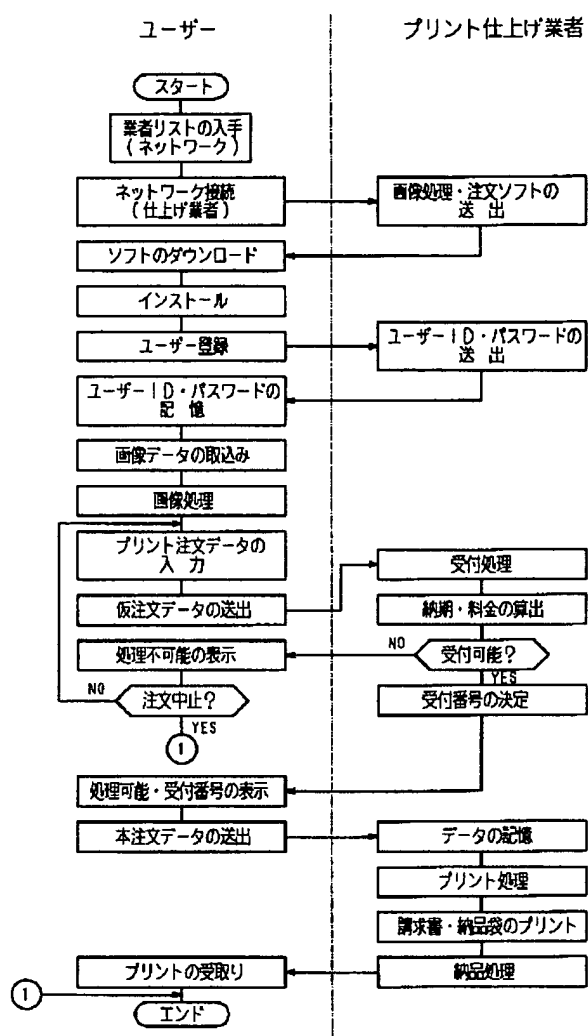 ユーザー
プリント仕上げ業者
スタート
業者リストの入手
(ネットワーク)
ネットワーク接続
(仕上げ業者)
画像処理・注文ソフトの
送 出
ソフトのダウンロード
インストール
ユーザー登録
ユーザーID・パスワードの
送 出
ユーザーID・パスワードの
記 憶
画像データの取込み
画像処理
プリント注文データの
入 力
受付処理
仮注文データの送出
納期・料金の算出
処理不可能の表示
NO
受付可能?
YES
NO
注文中止?
受付番号の決定
YES
1
処理可能・受付番号の表示
本注文データの送出
データの記憶
プリント処理
請求書・納品袋のプリント
プリントの受取り
納品処理
1
エンド